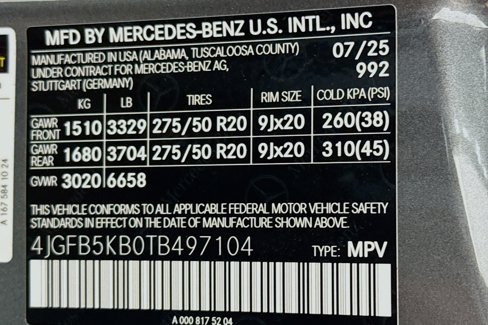 MFD BY MERCEDES-BENZ U.S. INTL., INC
MANUFACTURED IN USA (ALABAMA, TUSCALOOSA COUNTY) 07/25
UNDER CONTRACT FOR MERCEDES-BENZ AG, 992
STUTTGART (GERMANY)
KG LB TIRES RIM SIZE COLD KPA (PSI)
GAWR FRONT 1510 3329 275/50 R20 9Jx20 260(38)
GAWR REAR 1680 3704 275/50 R20 9Jx20 310(45)
GVWR 3020 6658
THIS VEHICLE CONFORMS TO ALL APPLICABLE FEDERAL MOTOR VEHICLE SAFETY
STANDARDS IN EFFECT ON THE DATE OF MANUFACTURE SHOWN ABOVE.
4JGFB5KB0TB497104 TYPE: MPV
A 000 817 52 04
A 167 584 10 24